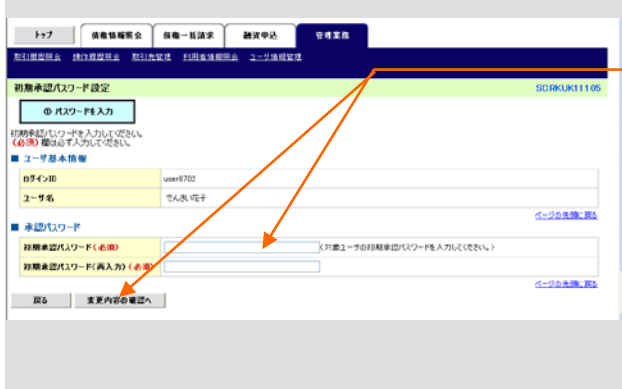 トップ 債権情報照会 債権一括請求 融資申込 管理業務
取引履歴照会 操作履歴照会 取引先管理 利用者情報照会 ユーザ情報管理
初期承認パスワード設定 SCRKUK11105
① パスワードを入力
初期承認パスワードを入力してください。
(必須)欄は必ず入力してください。
■ ユーザ基本情報
ログインID user0702
ユーザ名 でんさい花子
ページの先頭に戻る
■ 承認パスワード
初期承認パスワード(必須) (対象ユーザの初期承認パスワードを入力してください。)
初期承認パスワード(再入力)(必須)
ページの先頭に戻る
戻る 変更内容の確認へ